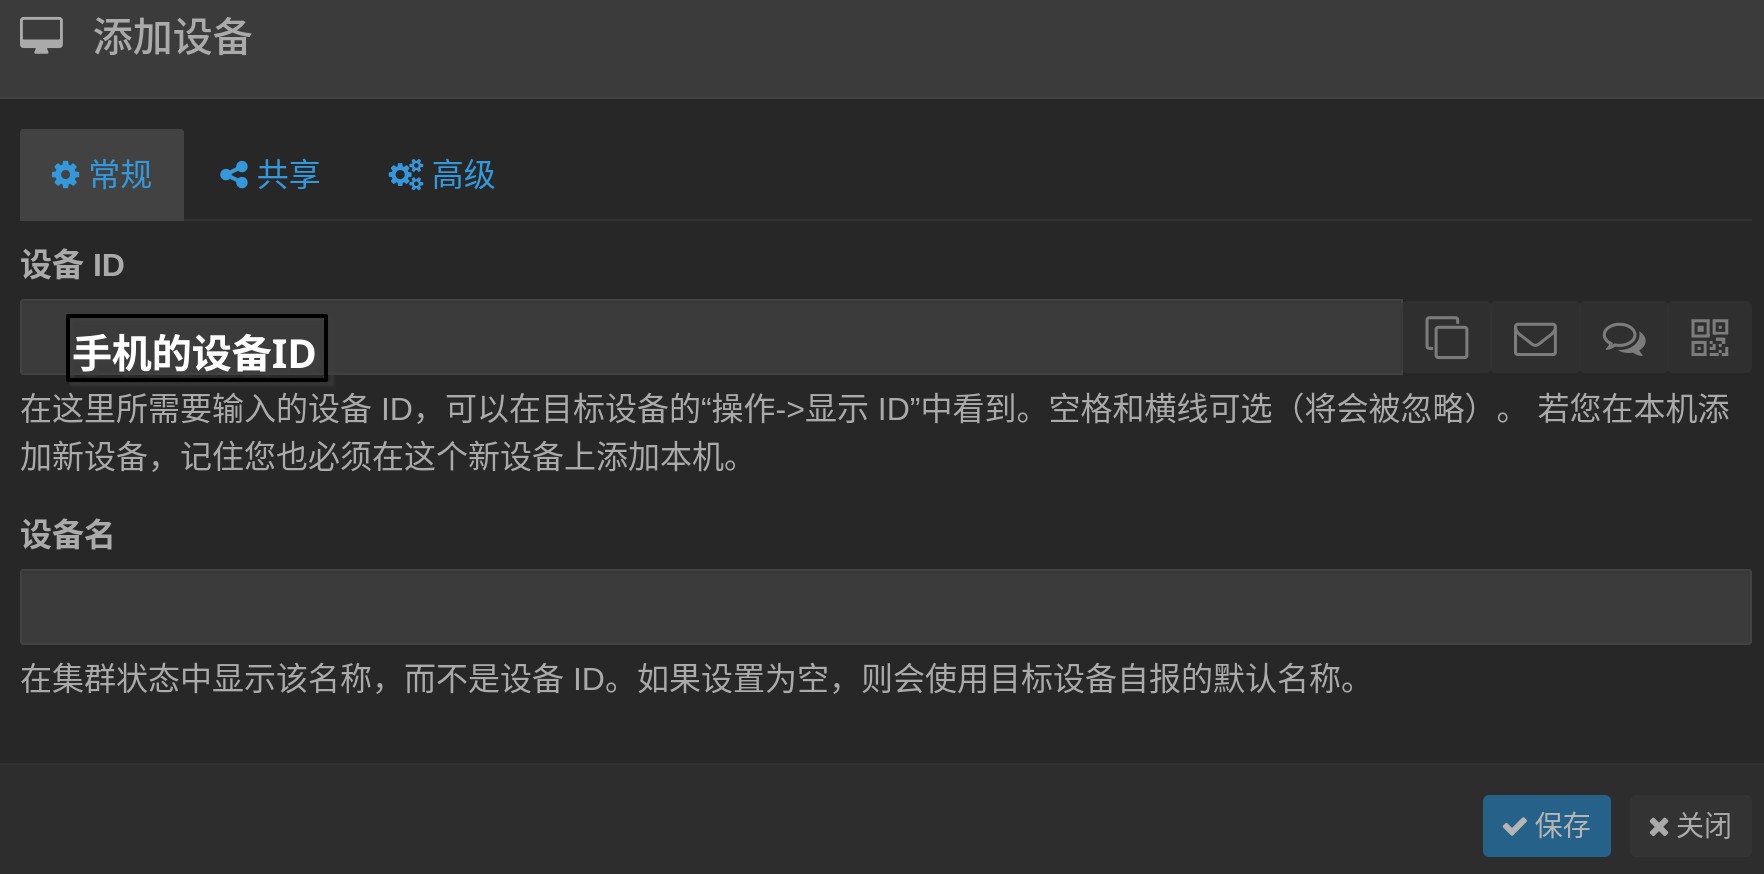 添加设备
常规 共享 高级
设备 ID
手机的设备ID
在这里所需要输入的设备 ID，可以在目标设备的“操作->显示 ID”中看到。空格和横线可选（将会被忽略）。 若您在本机添
加新设备，记住您也必须在这个新设备上添加本机。
设备名
在集群状态中显示该名称，而不是设备 ID。如果设置为空，则会使用目标设备自报的默认名称。
保存 关闭